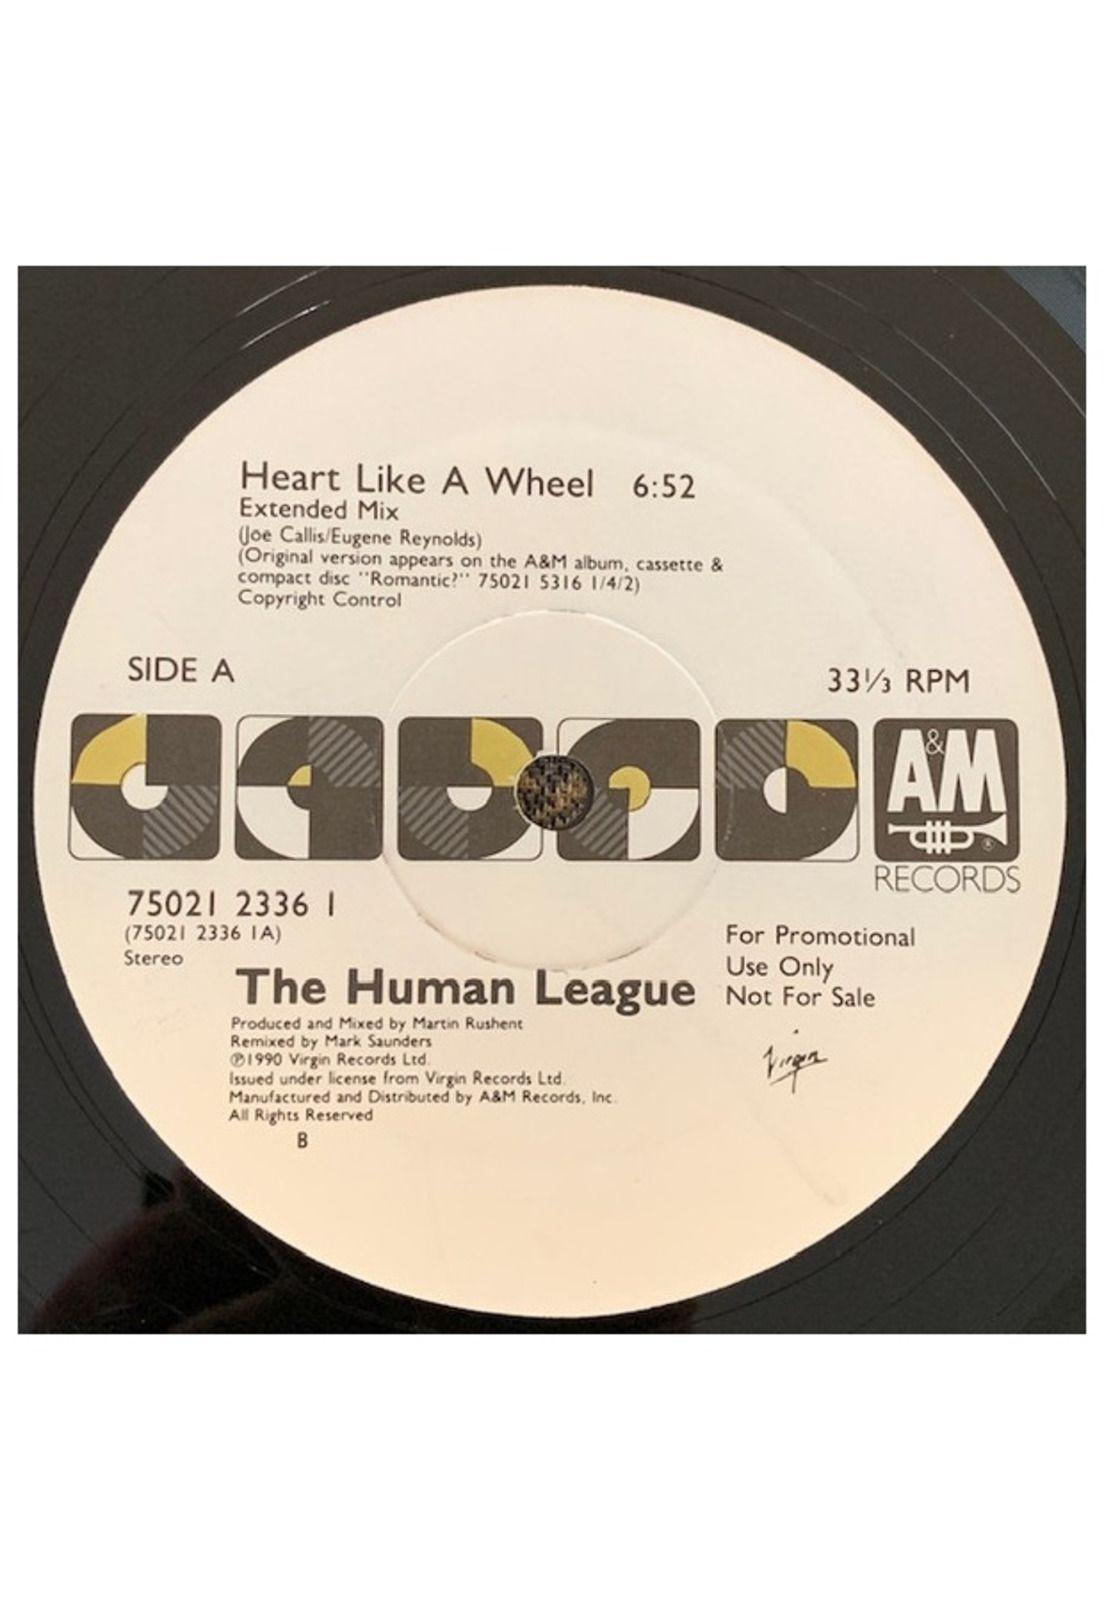 Heart Like A Wheel 6:52
Extended Mix
(Joe Callis/Eugene Reynolds)
(Original version appears on the A&M album, cassette &
compact disc "Romantic?" 75021 5316 1/4/2)
Copyright Control
SIDE A
33⅓ RPM
A&M
®
RECORDS
75021 2336 1
(75021 2336 1A)
Stereo
For Promotional
Use Only
Not For Sale
The Human League
Produced and Mixed by Martin Rushent
Remixed by Mark Saunders
℗1990 Virgin Records Ltd.
Issued under license from Virgin Records Ltd.
Manufactured and Distributed by A&M Records, Inc.
All Rights Reserved
B
Virgin